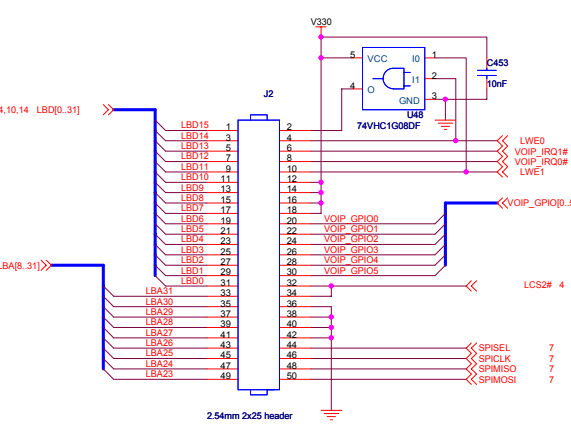 V330
5 VCC I0 1
C453
I1 2
10nF
4 O
GND 3
J2
U48
74VHC1G08DF
4,10,14 LBD[0..31]
LBD15 1 2
LBD14 3 4 LWE0
LBD13 5 6 VOIP_IRQ1#
LBD12 7 8 VOIP_IRQ0#
LBD11 9 10 LWE1
LBD10 11 12
LBD9 13 14
LBD8 15 16
LBD7 17 18
VOIP_GPIO[0..
LBD6 19 20 VOIP_GPIO0
LBD5 21 22 VOIP_GPIO1
LBD4 23 24 VOIP_GPIO2
LBD3 25 26 VOIP_GPIO3
LBD2 27 28 VOIP_GPIO4
LBA[8..31]
LBD1 29 30 VOIP_GPIO5
LBD0 31 32 LCS2# 4
LBA31 33 34
LBA30 35 36
LBA29 37 38
LBA28 39 40
LBA27 41 42
LBA26 43 44 SPISEL 7
LBA25 45 46 SPICLK 7
LBA24 47 48 SPIMISO 7
LBA23 49 50 SPIMOSI 7
2.54mm 2x25 header